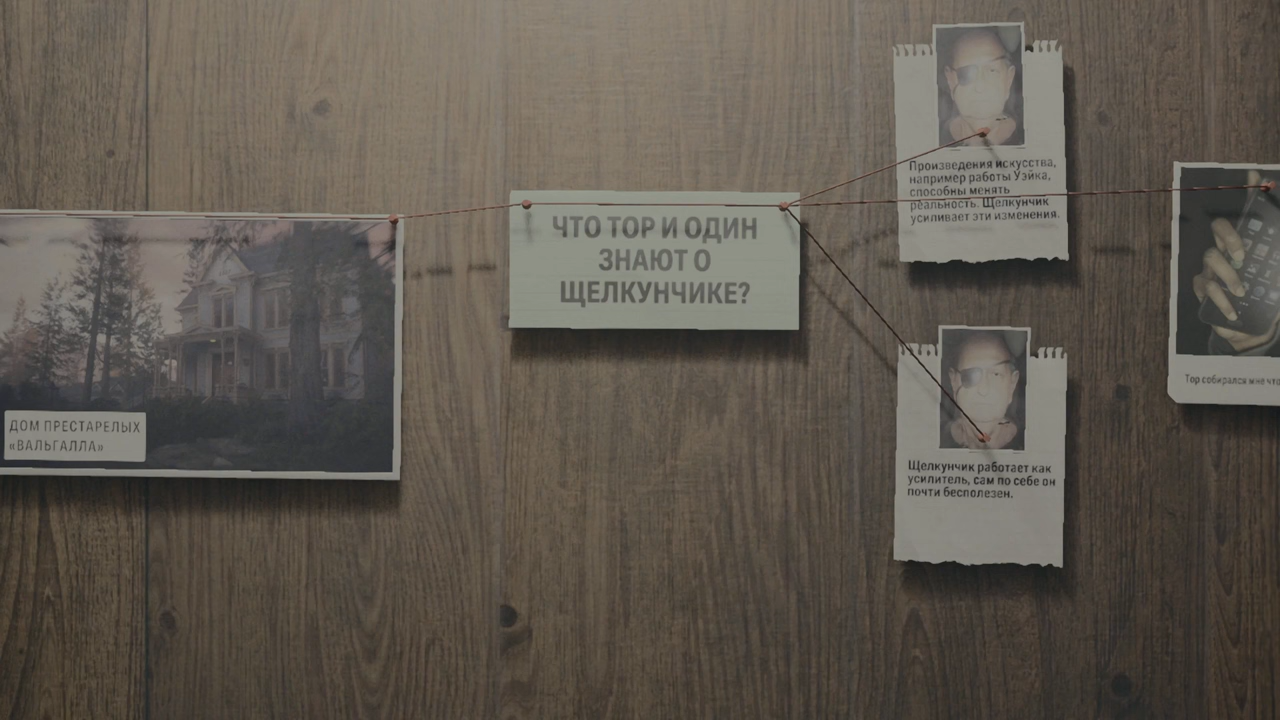 ДОМ ПРЕСТАРЕЛЫХ
«ВАЛЬГАЛЛА»
ЧТО ТОР И ОДИН
ЗНАЮТ О
ЩЕЛКУНЧИКЕ?
Произведения искусства,
например работы Уэйка,
способны менять
реальность. Щелкунчик
усиливает эти изменения.
Щелкунчик работает как
усилитель, сам по себе он
почти бесполезен.
Тор собирался мне